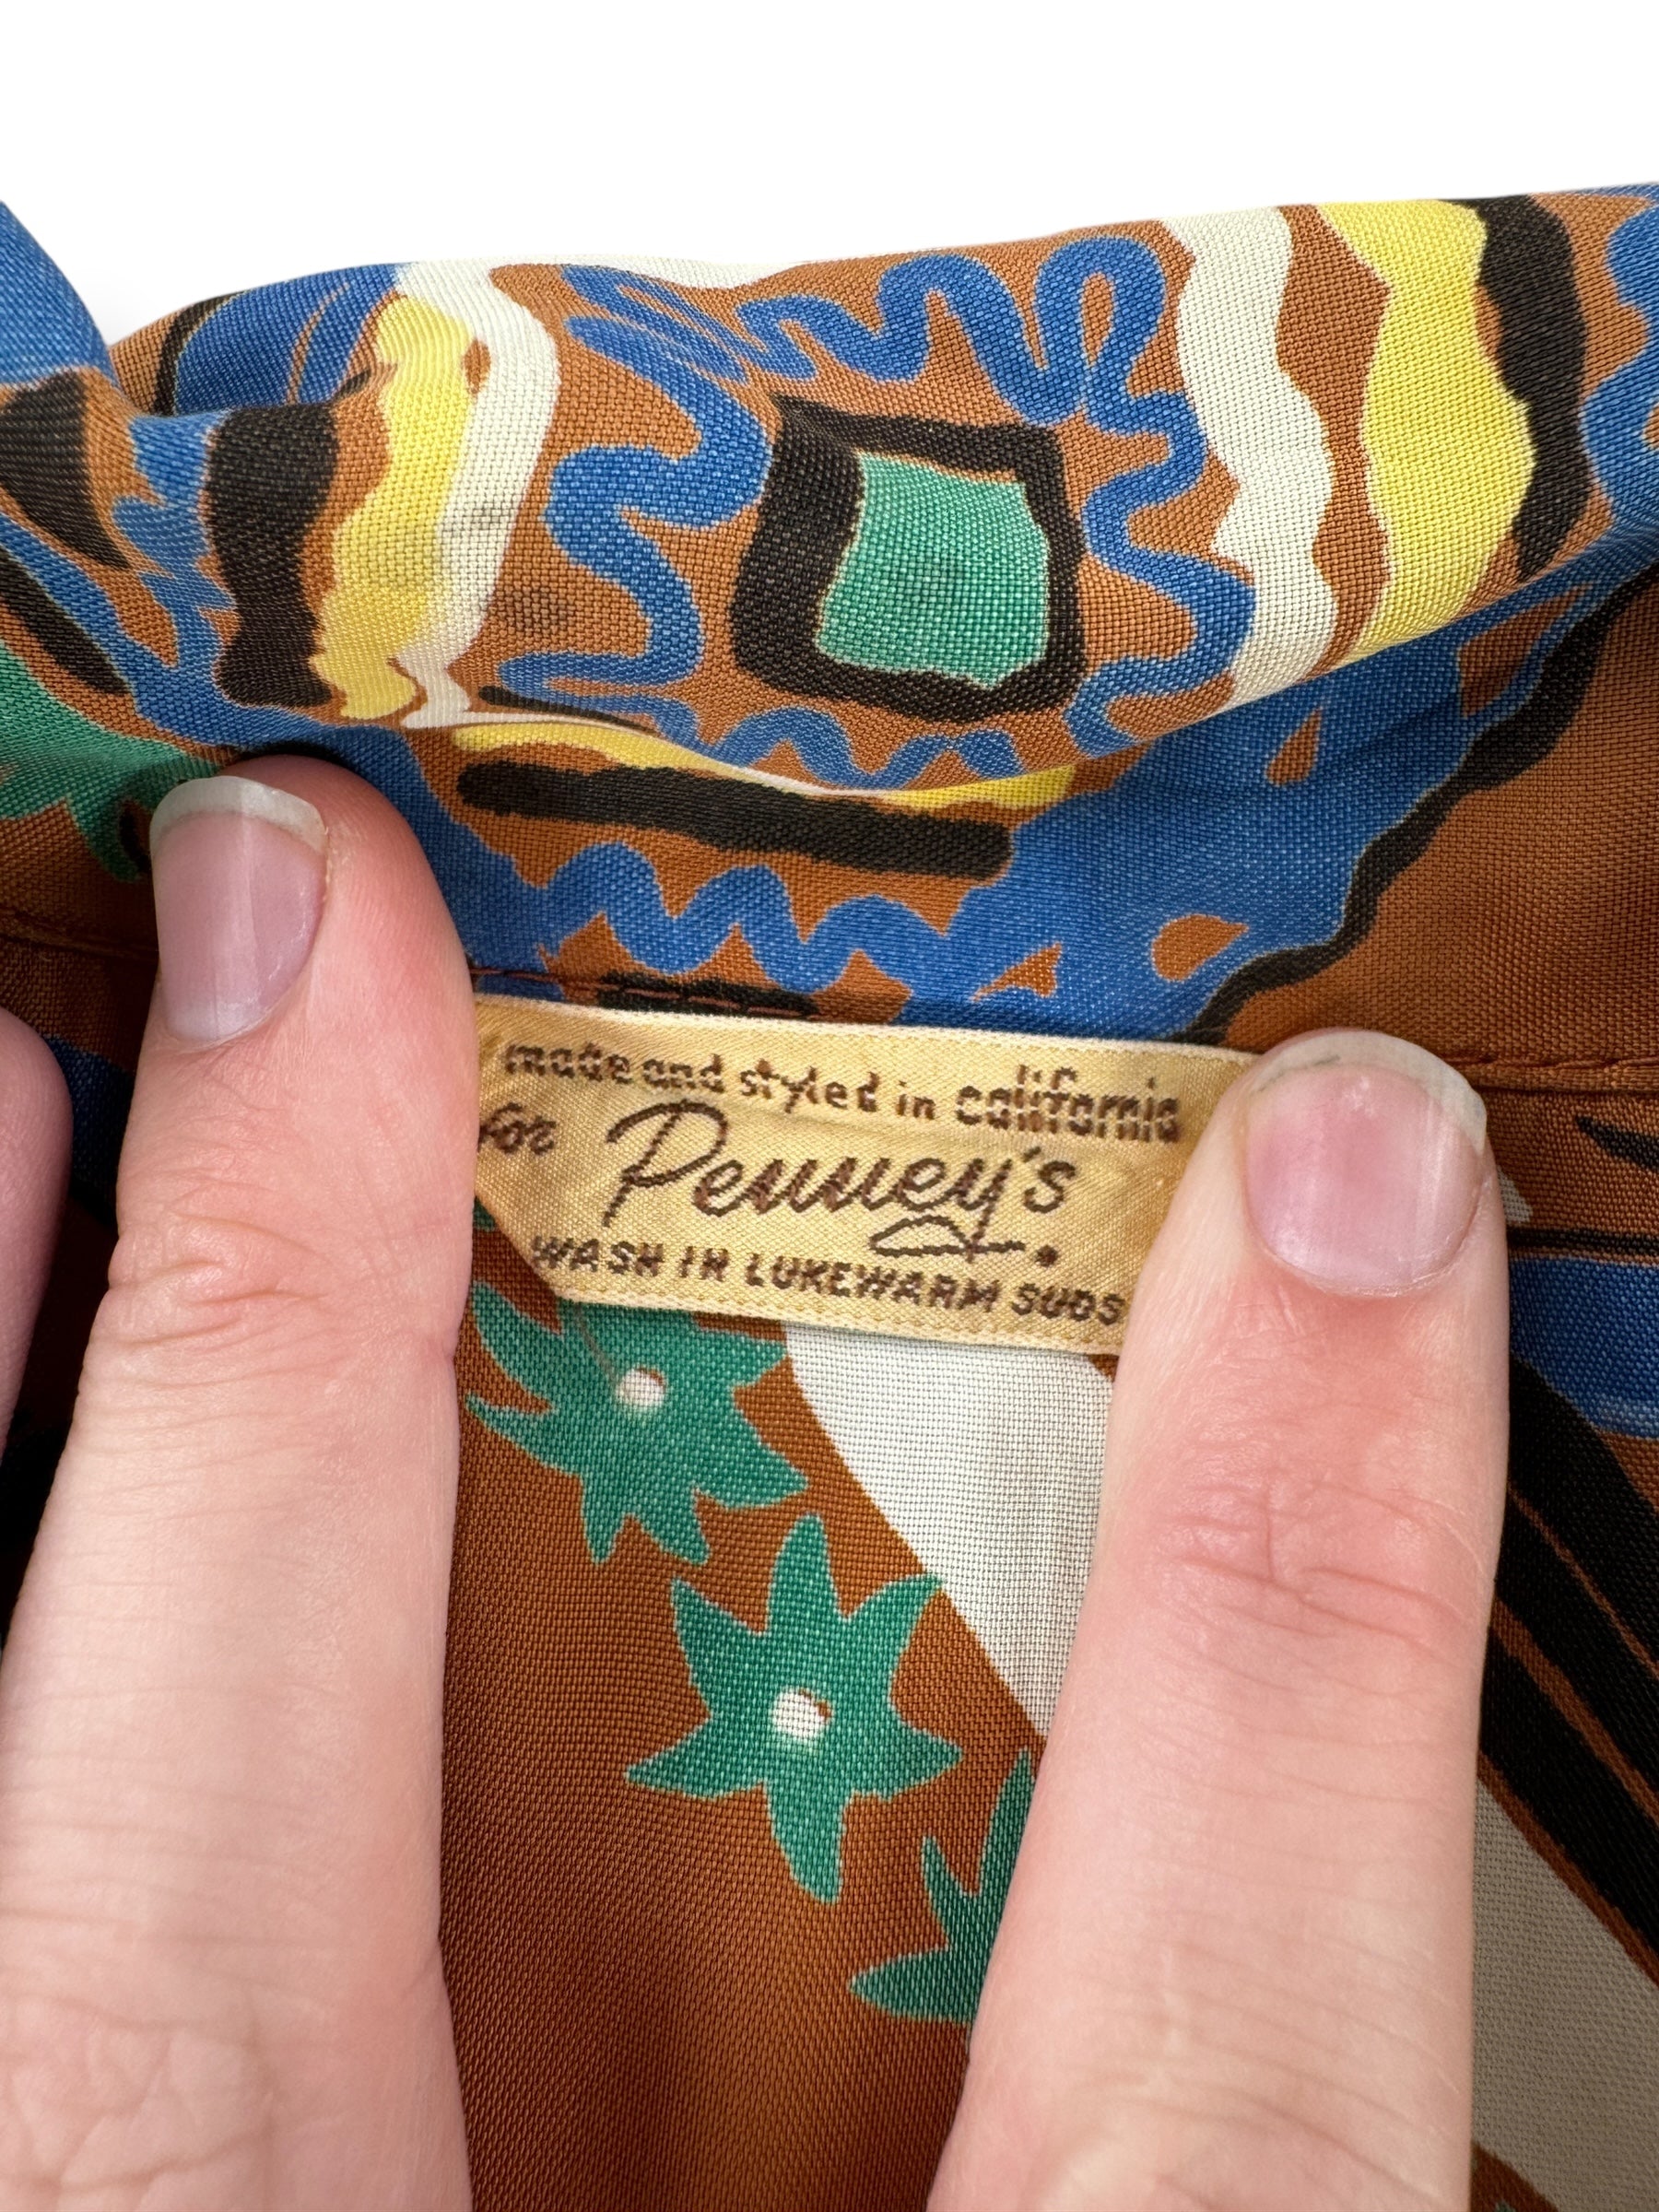 made and styled in california
for Penney's
WASH IN LUKEWARM SUDS